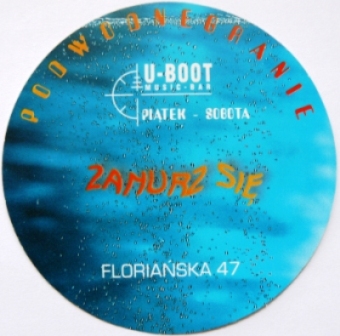 PODWODNE GRANIE
U-BOOT
MUSIC-BAR
PIĄTEK - SOBOTA
ZANURZ SIĘ
FLORIAŃSKA 47